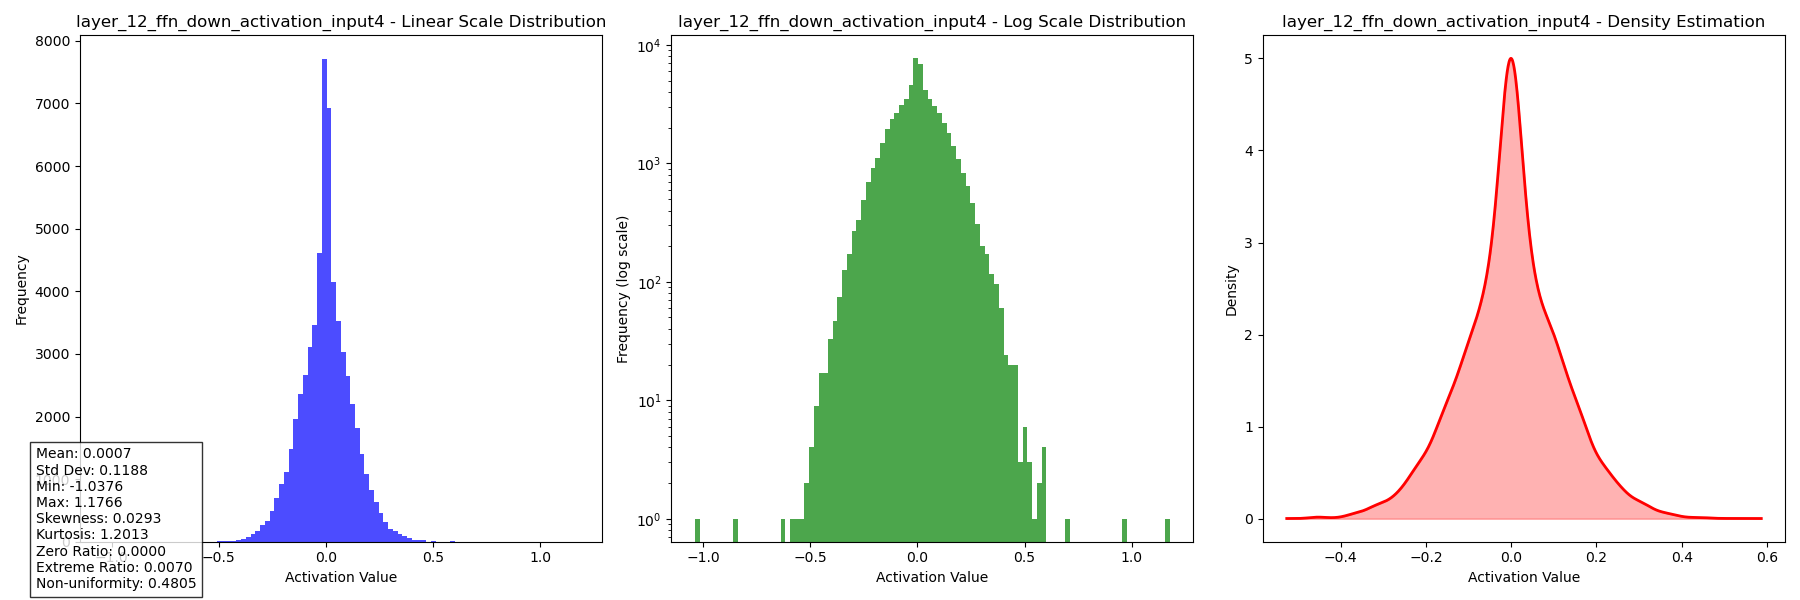 layer_12_ffn_down_activation_input4 - Linear Scale Distribution
8000
7000
6000
5000
4000
3000
2000
Frequency
−0.5
0.0
0.5
1.0
Activation Value
Mean: 0.0007
Std Dev: 0.1188
Min: -1.0376
Max: 1.1766
Skewness: 0.0293
Kurtosis: 1.2013
Zero Ratio: 0.0000
Extreme Ratio: 0.0070
Non-uniformity: 0.4805
layer_12_ffn_down_activation_input4 - Log Scale Distribution
10⁴
10³
10²
10¹
10⁰
Frequency (log scale)
−1.0
−0.5
0.0
0.5
1.0
Activation Value
layer_12_ffn_down_activation_input4 - Density Estimation
5
4
3
2
1
0
Density
−0.4
−0.2
0.0
0.2
0.4
0.6
Activation Value